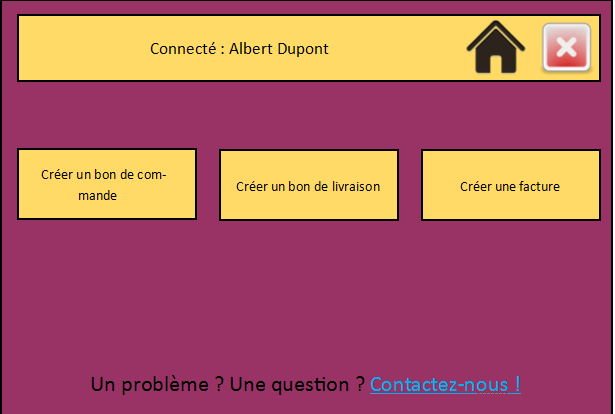 Connecté : Albert Dupont
Créer un bon de com-
mande
Créer un bon de livraison
Créer une facture
Un problème ? Une question ? Contactez-nous !